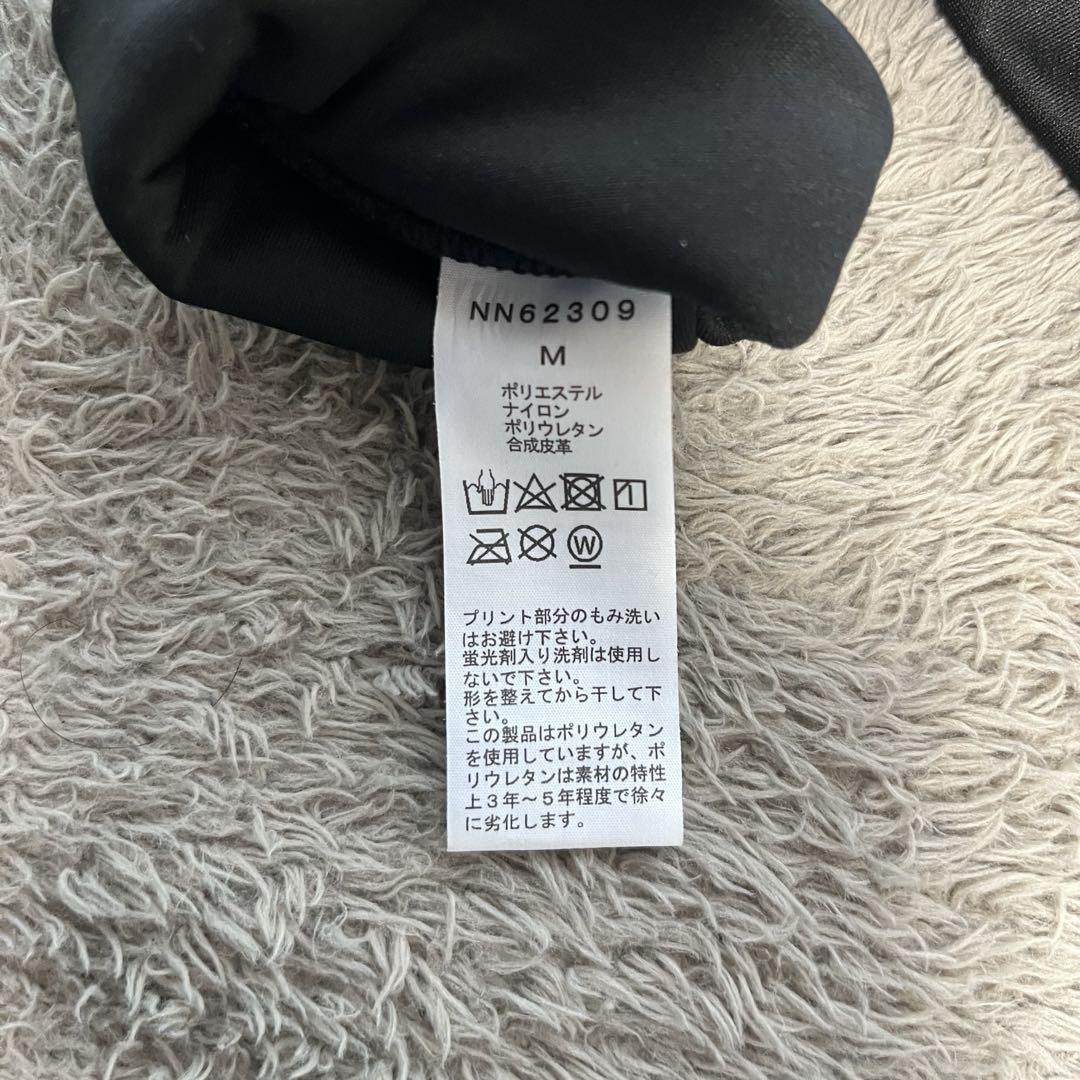 NN62309
M
ポリエステル
ナイロン
ポリウレタン
合成皮革
W
プリント部分のもみ洗い
はお避け下さい。
蛍光剤入り洗剤は使用し
ないで下さい。
形を整えてから干して下
さい。
この製品はポリウレタン
を使用していますが、ポ
リウレタンは素材の特性
上3年～5年程度で徐々
に劣化します。